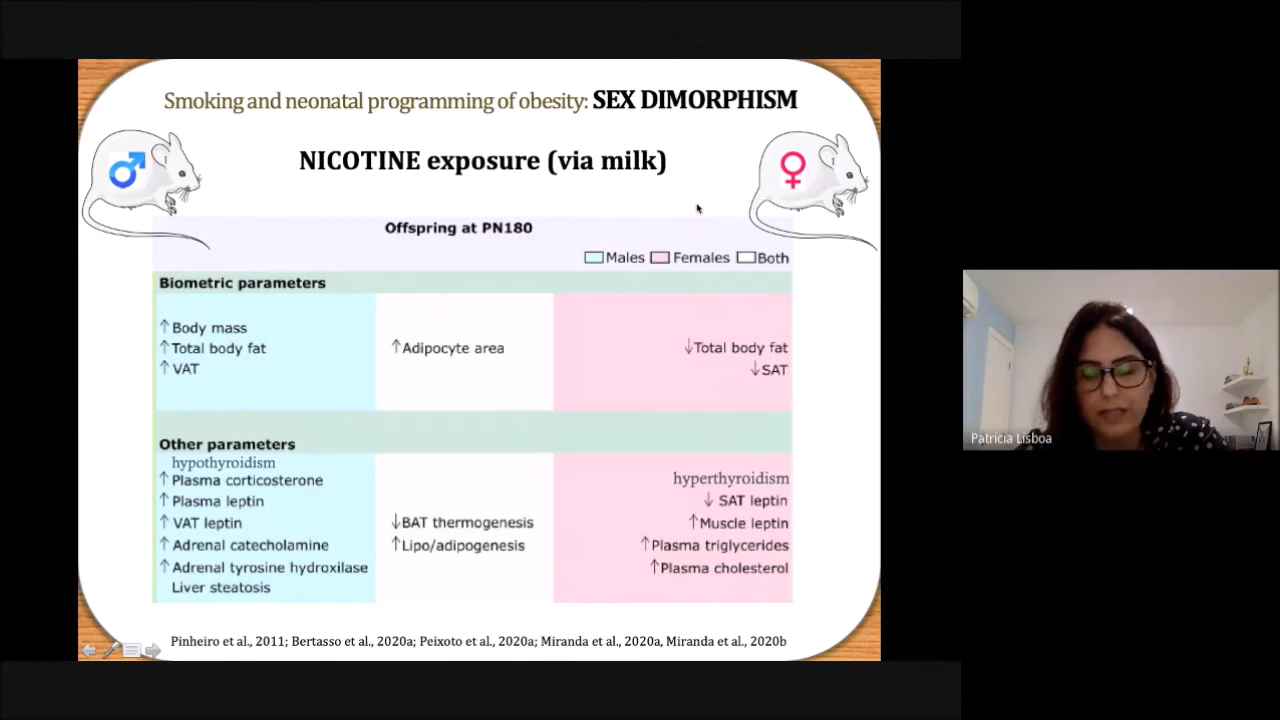 Smoking and neonatal programming of obesity: SEX DIMORPHISM
NICOTINE exposure (via milk)
Offspring at PN180
Males Females Both
Biometric parameters
↑Body mass
↑Total body fat
↑VAT
↑Adipocyte area
↓Total body fat
↓SAT
Other parameters
hypothyroidism
↑Plasma corticosterone
↑Plasma leptin
↑VAT leptin
↑Adrenal catecholamine
↑Adrenal tyrosine hydroxilase
Liver steatosis
↓BAT thermogenesis
↑Lipo/adipogenesis
hyperthyroidism
↓ SAT leptin
↑Muscle leptin
↑Plasma triglycerides
↑Plasma cholesterol
Pinheiro et al., 2011; Bertasso et al., 2020a; Peixoto et al., 2020a; Miranda et al., 2020a, Miranda et al., 2020b
Patricia Lisboa